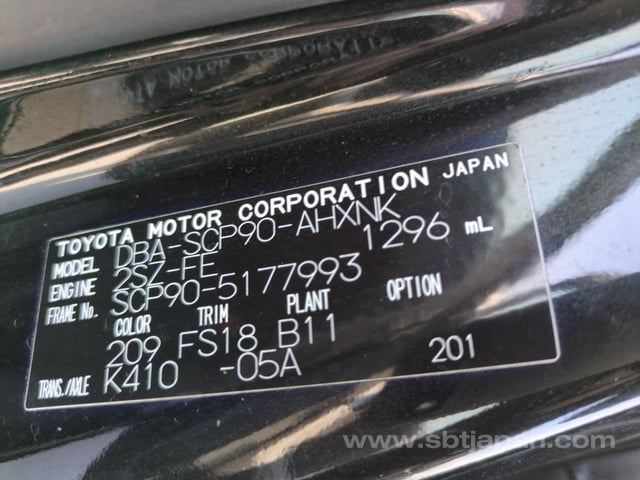 TOYOTA MOTOR CORPORATION JAPAN
MODEL DBA-SCP90-AHXNK
ENGINE 2SZ-FE 1296 mL
FRAME No. SCP90-5177993
COLOR TRIM PLANT OPTION
209 FS18 B11
TRANS./AXLE K410 -05A 201
www.sbtjapan.com